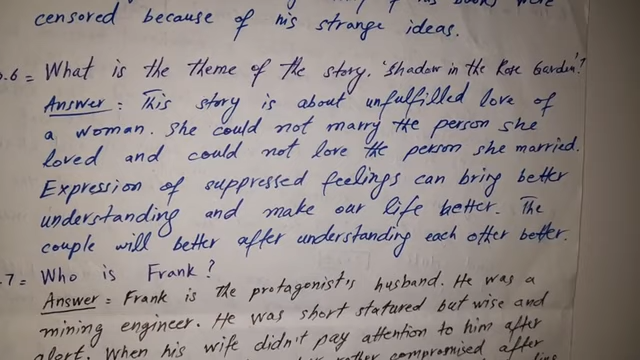 censored because of his strange ideas.
.6 = What is the theme of the story, 'Shadow in the Rose Garden'?
Answer : This story is about unfulfilled love of
a woman. She could not marry the person she
loved and could not love the person she married.
Expression of suppressed feelings can bring better
understanding and make our life better. The
couple will better after understanding each other better.
.7 = Who is Frank?
Answer = Frank is the protagonist's husband. He was a
mining engineer. He was short statured but wise and
alert. When his wife didn't pay attention to him after
rather compromised after